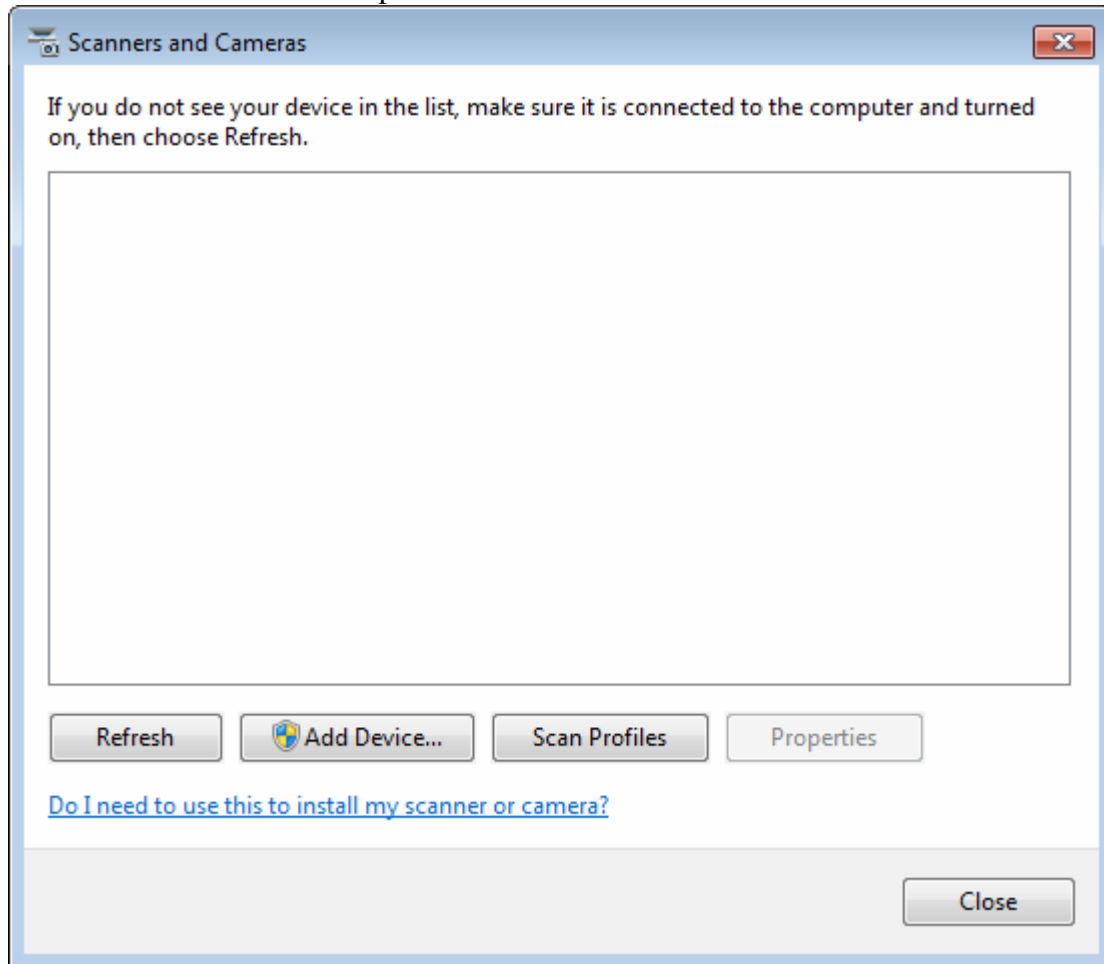 Scanners and Cameras
If you do not see your device in the list, make sure it is connected to the computer and turned
on, then choose Refresh.
Refresh
Add Device...
Scan Profiles
Properties
Do I need to use this to install my scanner or camera?
Close